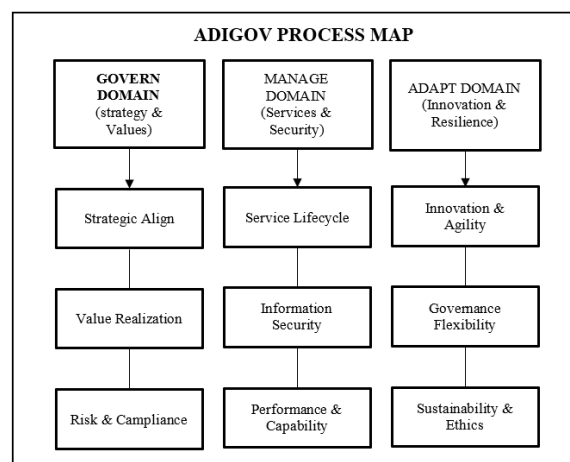 ADIGOV PROCESS MAP
GOVERN
DOMAIN
(strategy &
Values)
MANAGE
DOMAIN
(Services &
Security)
ADAPT DOMAIN
(Innovation &
Resilience)
Strategic Align
Service Lifecycle
Innovation &
Agility
Value Realization
Information
Security
Governance
Flexibility
Risk & Campliance
Performance &
Capability
Sustainability &
Ethics